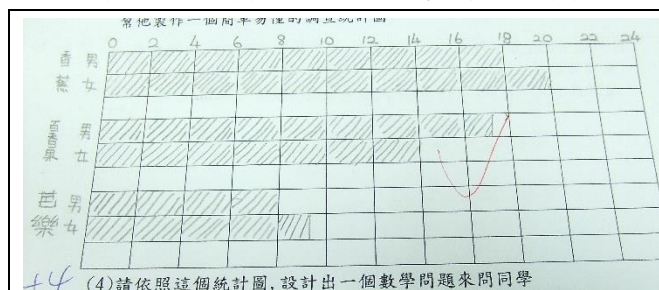 幫他製作一個簡單易懂的調查統計圖
0 2 4 6 8 10 12 14 16 18 20 22 24
香 男
蕉 女
百香果 男
女
芭 男
樂 女
+4 (4)請依照這個統計圖,設計出一個數學問題來問同學